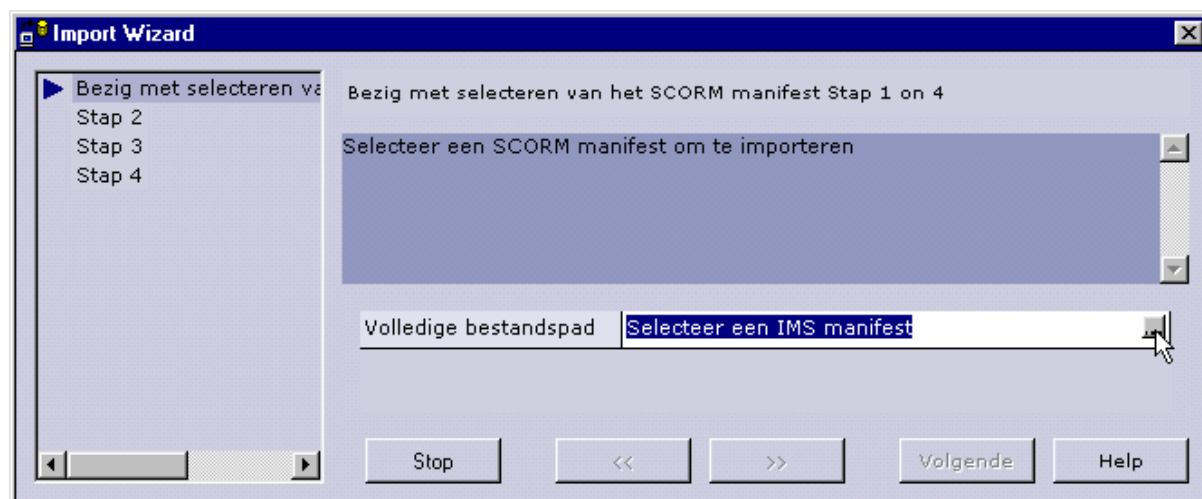 Import Wizard
Bezig met selecteren va
Stap 2
Stap 3
Stap 4
Bezig met selecteren van het SCORM manifest Stap 1 on 4
Selecteer een SCORM manifest om te importeren
Volledige bestandspad Selecteer een IMS manifest ...
Stop << >> Volgende Help